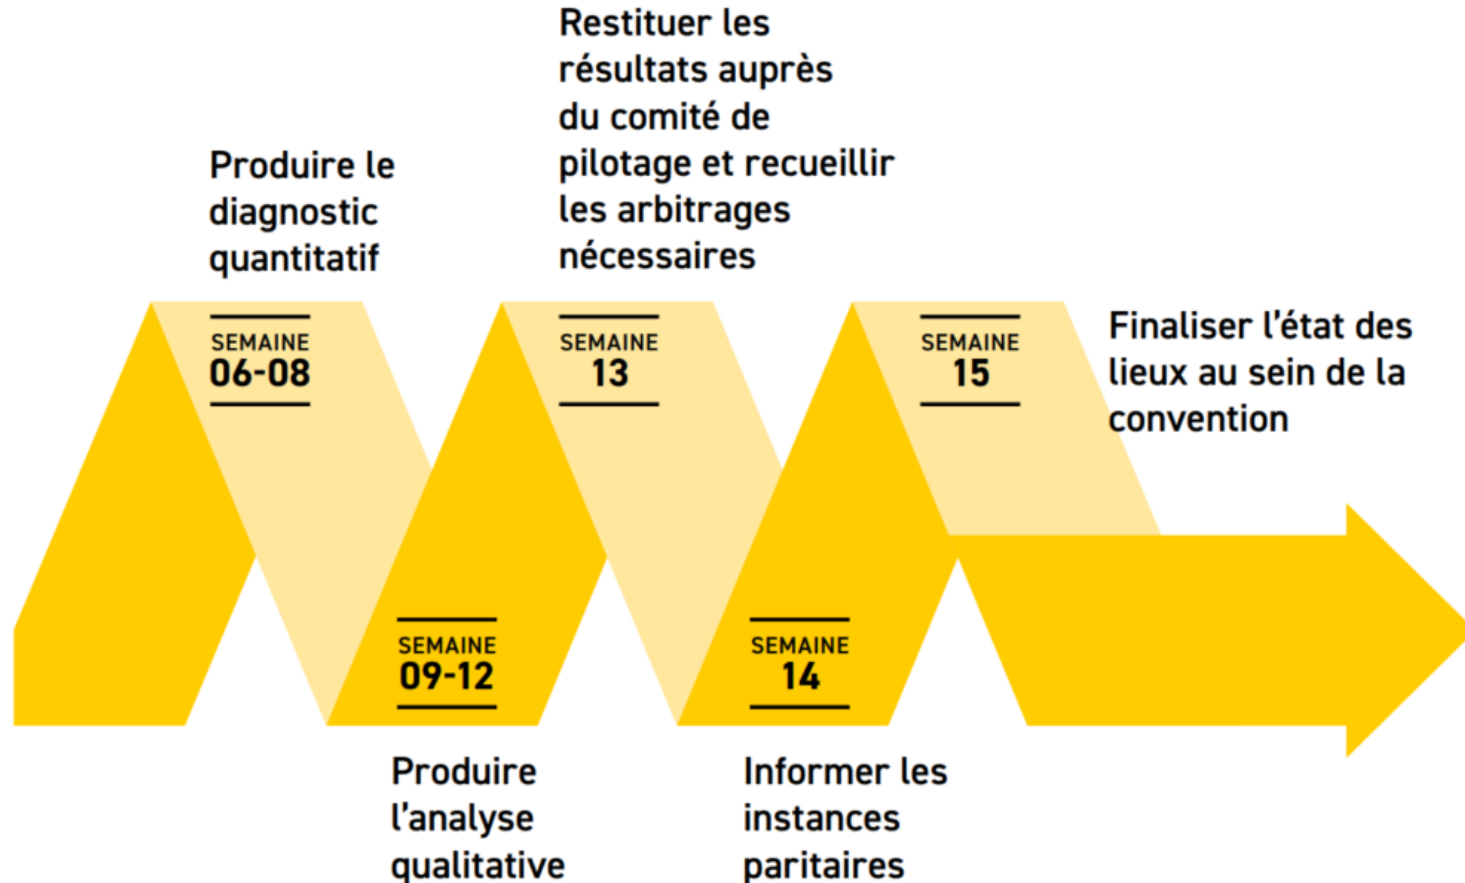 Produire le
diagnostic
quantitatif
SEMAINE
06-08
SEMAINE
09-12
Produire
l'analyse
qualitative
Restituer les
résultats auprès
du comité de
pilotage et recueillir
les arbitrages
nécessaires
SEMAINE
13
SEMAINE
14
Informer les
instances
paritaires
SEMAINE
15
Finaliser l'état des
lieux au sein de la
convention